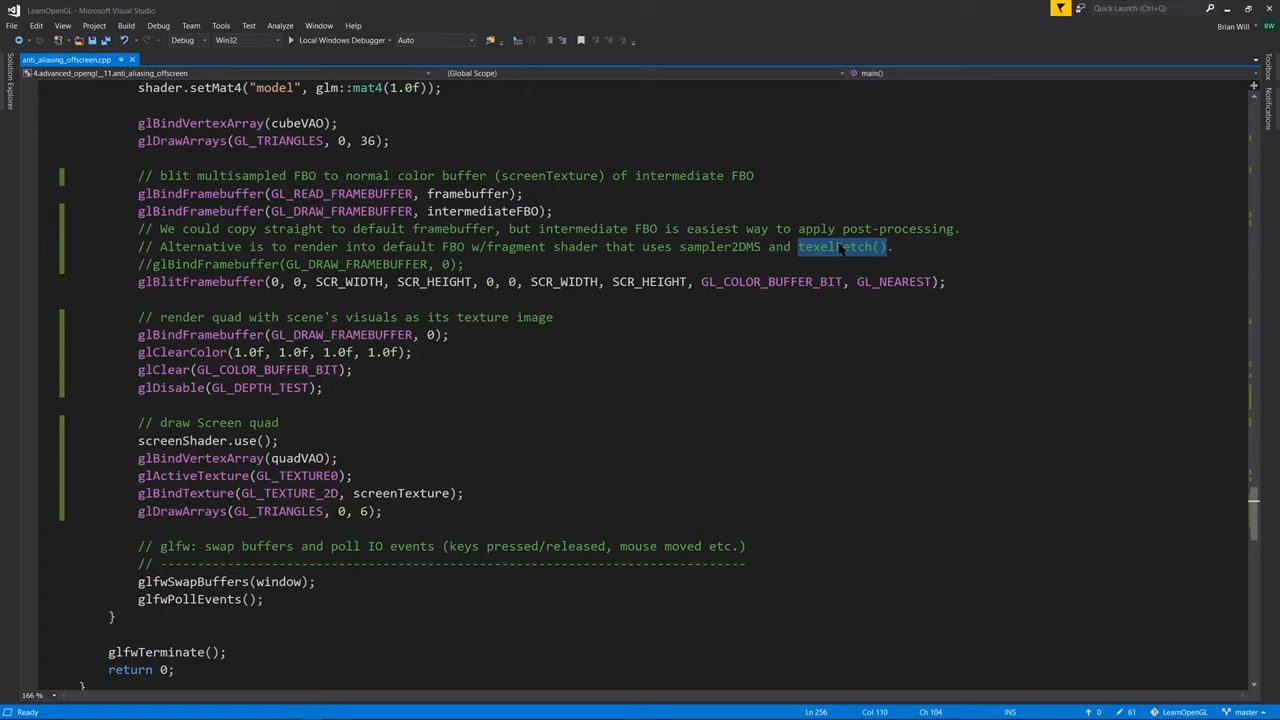 LearnOpenGL - Microsoft Visual Studio
Quick Launch (Ctrl+Q)
File Edit View Project Build Debug Team Tools Test Analyze Window Help
Brian Will
BW
Debug Win32 Local Windows Debugger Auto
anti_aliasing_offscreen.cpp
4.advanced_opengl__11.anti_aliasing_offscreen (Global Scope) main()
Solution Explorer
Toolbox
Notifications
shader.setMat4("model", glm::mat4(1.0f));
glBindVertexArray(cubeVAO);
glDrawArrays(GL_TRIANGLES, 0, 36);
// blit multisampled FBO to normal color buffer (screenTexture) of intermediate FBO
glBindFramebuffer(GL_READ_FRAMEBUFFER, framebuffer);
glBindFramebuffer(GL_DRAW_FRAMEBUFFER, intermediateFBO);
// We could copy straight to default framebuffer, but intermediate FBO is easiest way to apply post-processing.
// Alternative is to render into default FBO w/fragment shader that uses sampler2DMS and texelFetch().
//glBindFramebuffer(GL_DRAW_FRAMEBUFFER, 0);
glBlitFramebuffer(0, 0, SCR_WIDTH, SCR_HEIGHT, 0, 0, SCR_WIDTH, SCR_HEIGHT, GL_COLOR_BUFFER_BIT, GL_NEAREST);
// render quad with scene's visuals as its texture image
glBindFramebuffer(GL_DRAW_FRAMEBUFFER, 0);
glClearColor(1.0f, 1.0f, 1.0f, 1.0f);
glClear(GL_COLOR_BUFFER_BIT);
glDisable(GL_DEPTH_TEST);
// draw Screen quad
screenShader.use();
glBindVertexArray(quadVAO);
glActiveTexture(GL_TEXTURE0);
glBindTexture(GL_TEXTURE_2D, screenTexture);
glDrawArrays(GL_TRIANGLES, 0, 6);
// glfw: swap buffers and poll IO events (keys pressed/released, mouse moved etc.)
// -------------------------------------------------------------------------------
glfwSwapBuffers(window);
glfwPollEvents();
}
glfwTerminate();
return 0;
}
166 %
Ready Ln 256 Col 110 Ch 104 INS 0 61 LearnOpenGL master